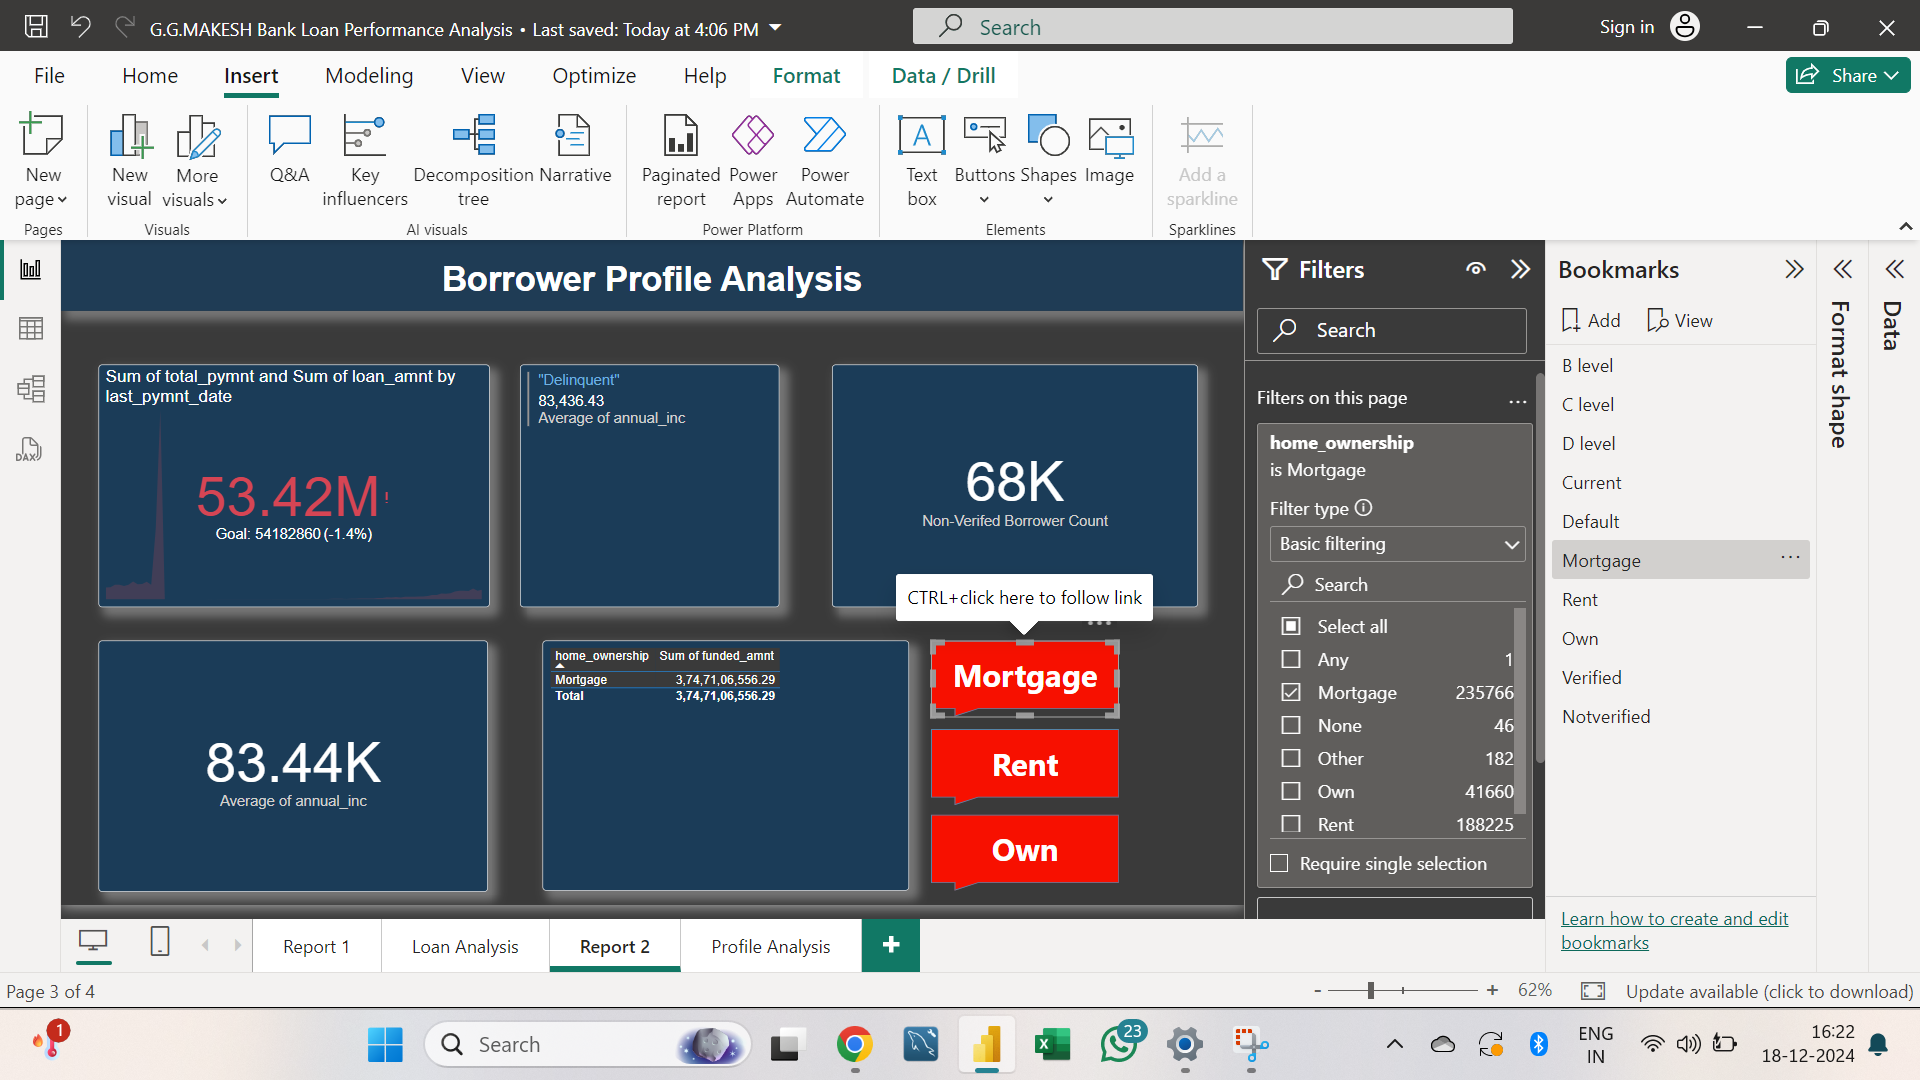 G.G.MAKESH Bank Loan Performance Analysis • Last saved: Today at 4:06 PM
Search
Sign in
File
Home
Insert
Modeling
View
Optimize
Help
Format
Data / Drill
Share
New page
New visual
More visuals
Q&A
Key influencers
Decomposition tree
Narrative
Paginated report
Power Apps
Power Automate
Text box
Buttons
Shapes
Image
Add a sparkline
Pages
Visuals
AI visuals
Power Platform
Elements
Sparklines
DAX
Borrower Profile Analysis
Sum of total_pymnt and Sum of loan_amnt by
last_pymnt_date
53.42M!
Goal: 54182860 (-1.4%)
"Delinquent"
83,436.43
Average of annual_inc
68K
Non-Verifed Borrower Count
CTRL+click here to follow link
83.44K
Average of annual_inc
home_ownership Sum of funded_amnt
Mortgage 3,74,71,06,556.29
Total 3,74,71,06,556.29
Mortgage
Rent
Own
Filters
Search
Filters on this page
home_ownership
is Mortgage
Filter type
Basic filtering
Search
Select all
Any 1
Mortgage 235766
None 46
Other 182
Own 41660
Rent 188225
Require single selection
Bookmarks
Add
View
B level
C level
D level
Current
Default
Mortgage
Rent
Own
Verified
Notverified
Learn how to create and edit
bookmarks
Format shape
Data
Report 1
Loan Analysis
Report 2
Profile Analysis
Page 3 of 4
62%
Update available (click to download)
1
Search
23
ENG
IN
16:22
18-12-2024